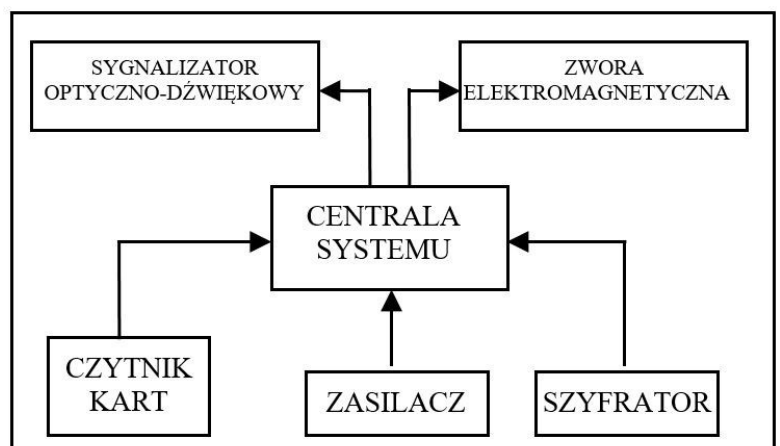 SYGNALIZATOR
OPTYCZNO-DŹWIĘKOWY
ZWORA
ELEKTROMAGNETYCZNA
CENTRALA
SYSTEMU
CZYTNIK
KART
ZASILACZ
SZYFRATOR